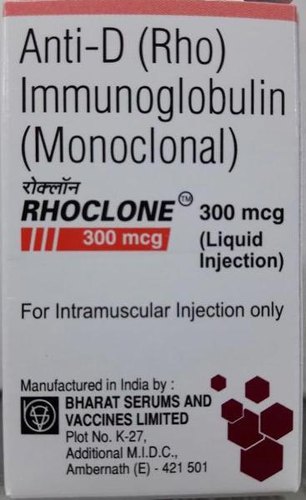 Anti-D (Rho)
Immunoglobulin
(Monoclonal)
रोक्लॉन
RHOCLONE™ 300 mcg
300 mcg (Liquid
Injection)
For Intramuscular Injection only
Manufactured in India by :
BHARAT SERUMS AND
VACCINES LIMITED
Plot No. K-27,
Additional M.I.D.C.,
Ambernath (E) - 421 501